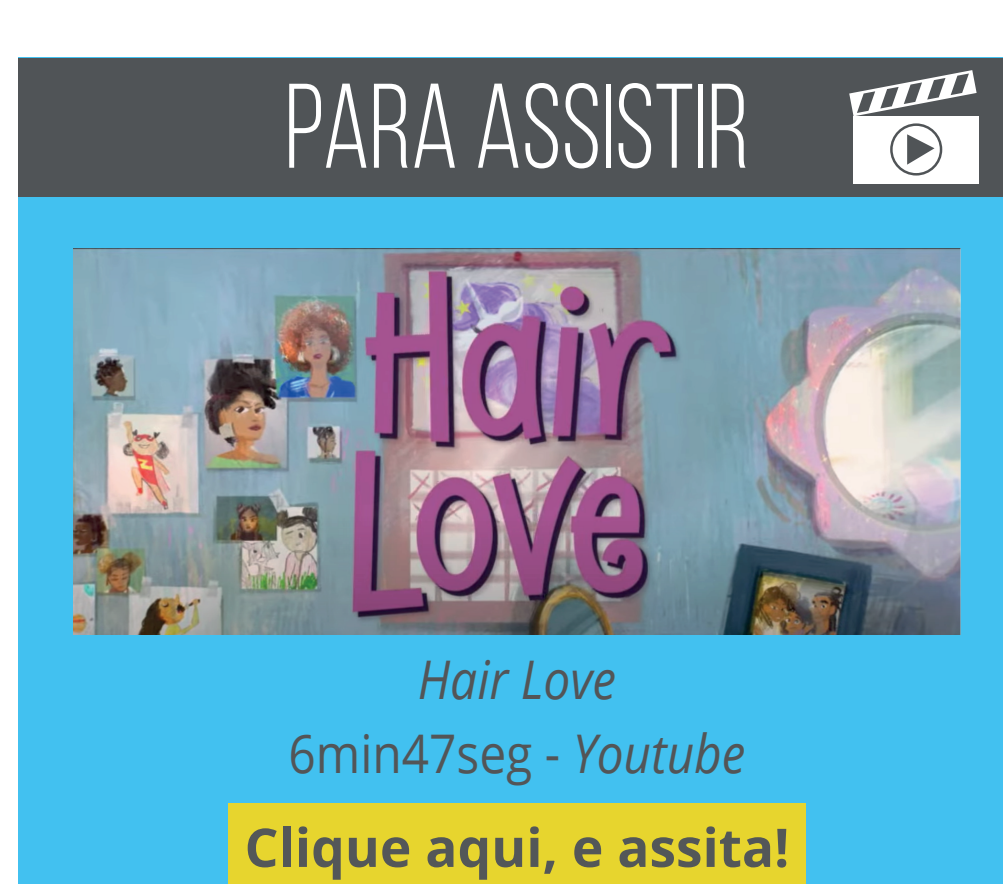 PARA ASSISTIR
Hair
Love
Hair Love
6min47seg - Youtube
Clique aqui, e assita!